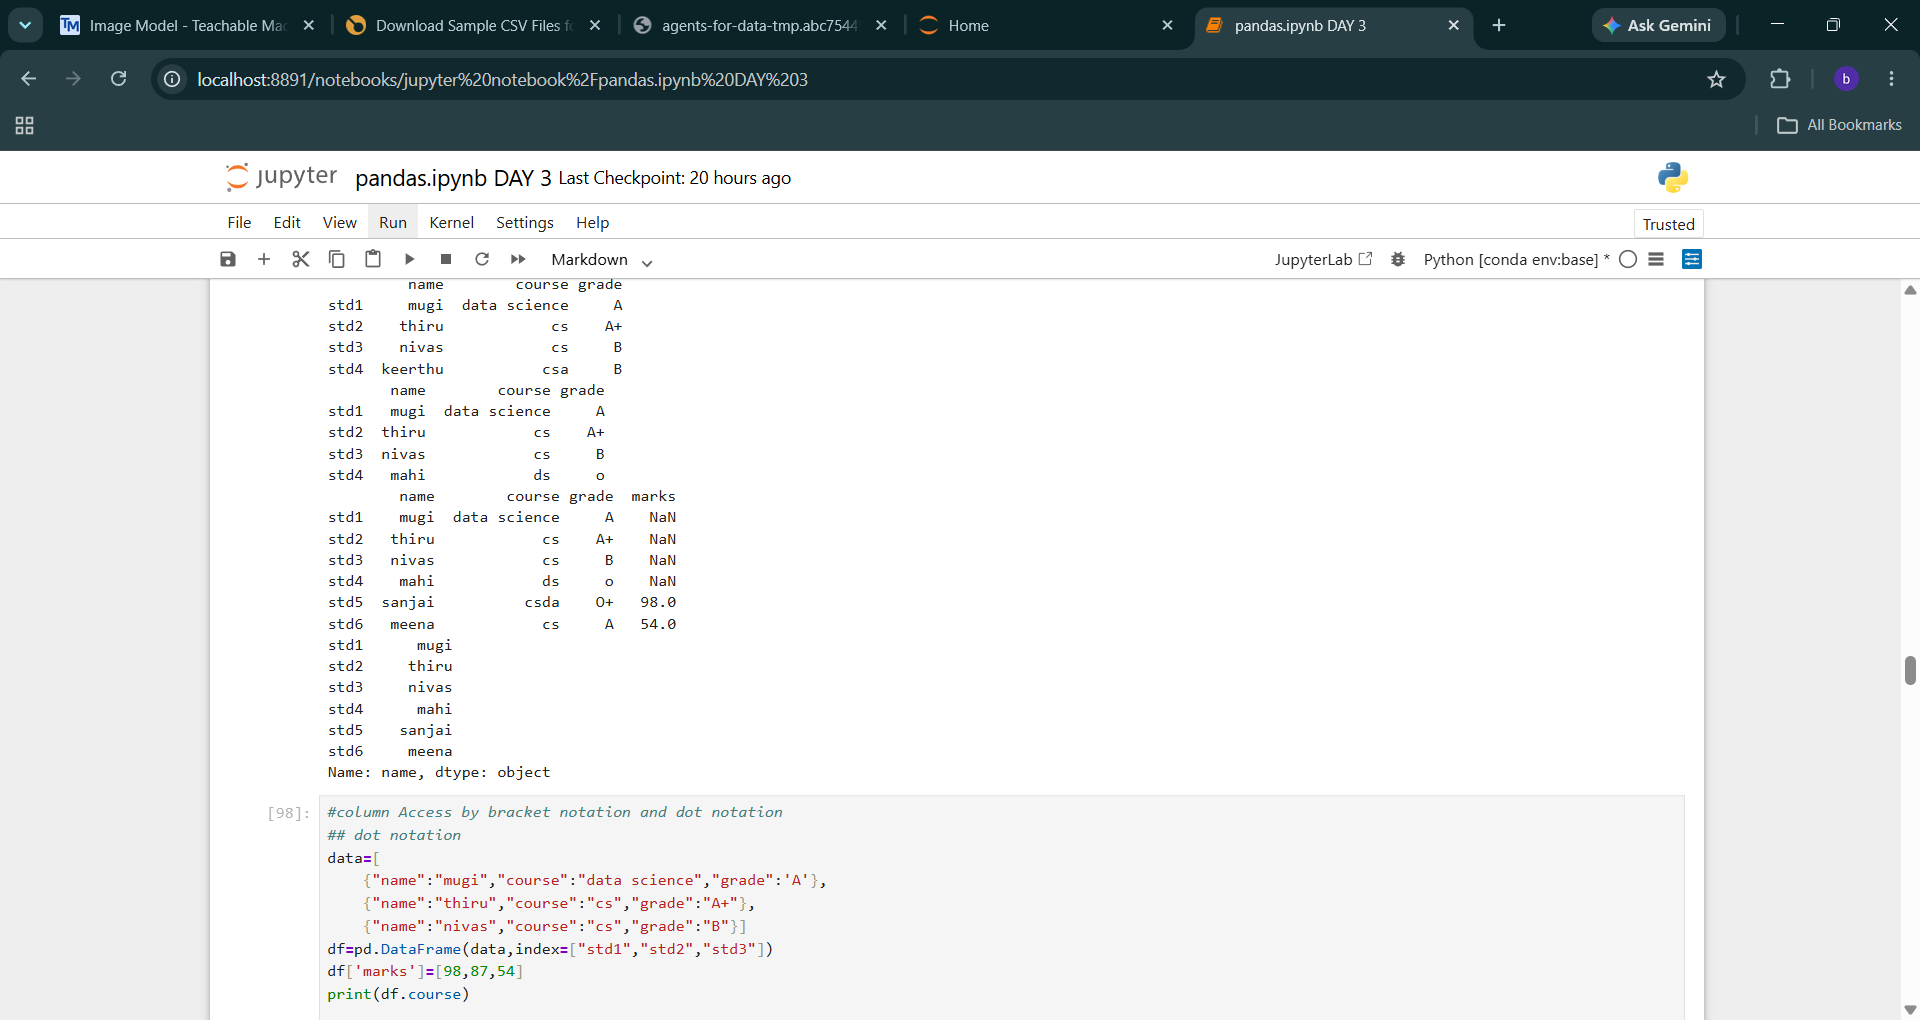 Image Model - Teachable Ma
Download Sample CSV Files f
agents-for-data-tmp.abc7544
Home
pandas.ipynb DAY 3
Ask Gemini
localhost:8891/notebooks/jupyter%20notebook%2Fpandas.ipynb%20DAY%203
b
All Bookmarks
jupyter pandas.ipynb DAY 3 Last Checkpoint: 20 hours ago
File Edit View Run Kernel Settings Help
Trusted
Markdown
JupyterLab
Python [conda env:base] *
name course grade
std1 mugi data science A
std2 thiru cs A+
std3 nivas cs B
std4 keerthu csa B
name course grade
std1 mugi data science A
std2 thiru cs A+
std3 nivas cs B
std4 mahi ds o
name course grade marks
std1 mugi data science A NaN
std2 thiru cs A+ NaN
std3 nivas cs B NaN
std4 mahi ds o NaN
std5 sanjai csda O+ 98.0
std6 meena cs A 54.0
std1 mugi
std2 thiru
std3 nivas
std4 mahi
std5 sanjai
std6 meena
Name: name, dtype: object
[98]:
#column Access by bracket notation and dot notation
## dot notation
data=[
{"name":"mugi","course":"data science","grade":'A'},
{"name":"thiru","course":"cs","grade":"A+"},
{"name":"nivas","course":"cs","grade":"B"}]
df=pd.DataFrame(data,index=["std1","std2","std3"])
df['marks']=[98,87,54]
print(df.course)